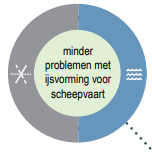 minder
problemen met
ijsvorming voor
scheepvaart